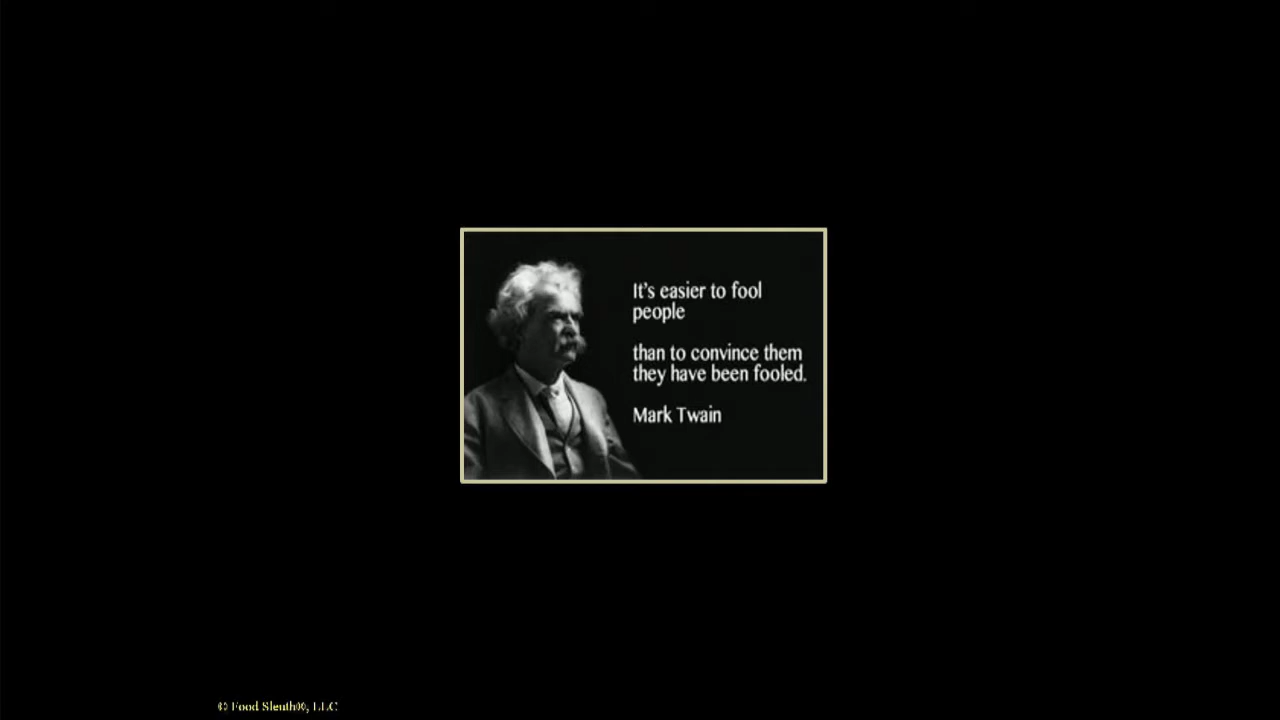 It's easier to fool
people
than to convince them
they have been fooled.
Mark Twain
© Food Sleuth®, LLC